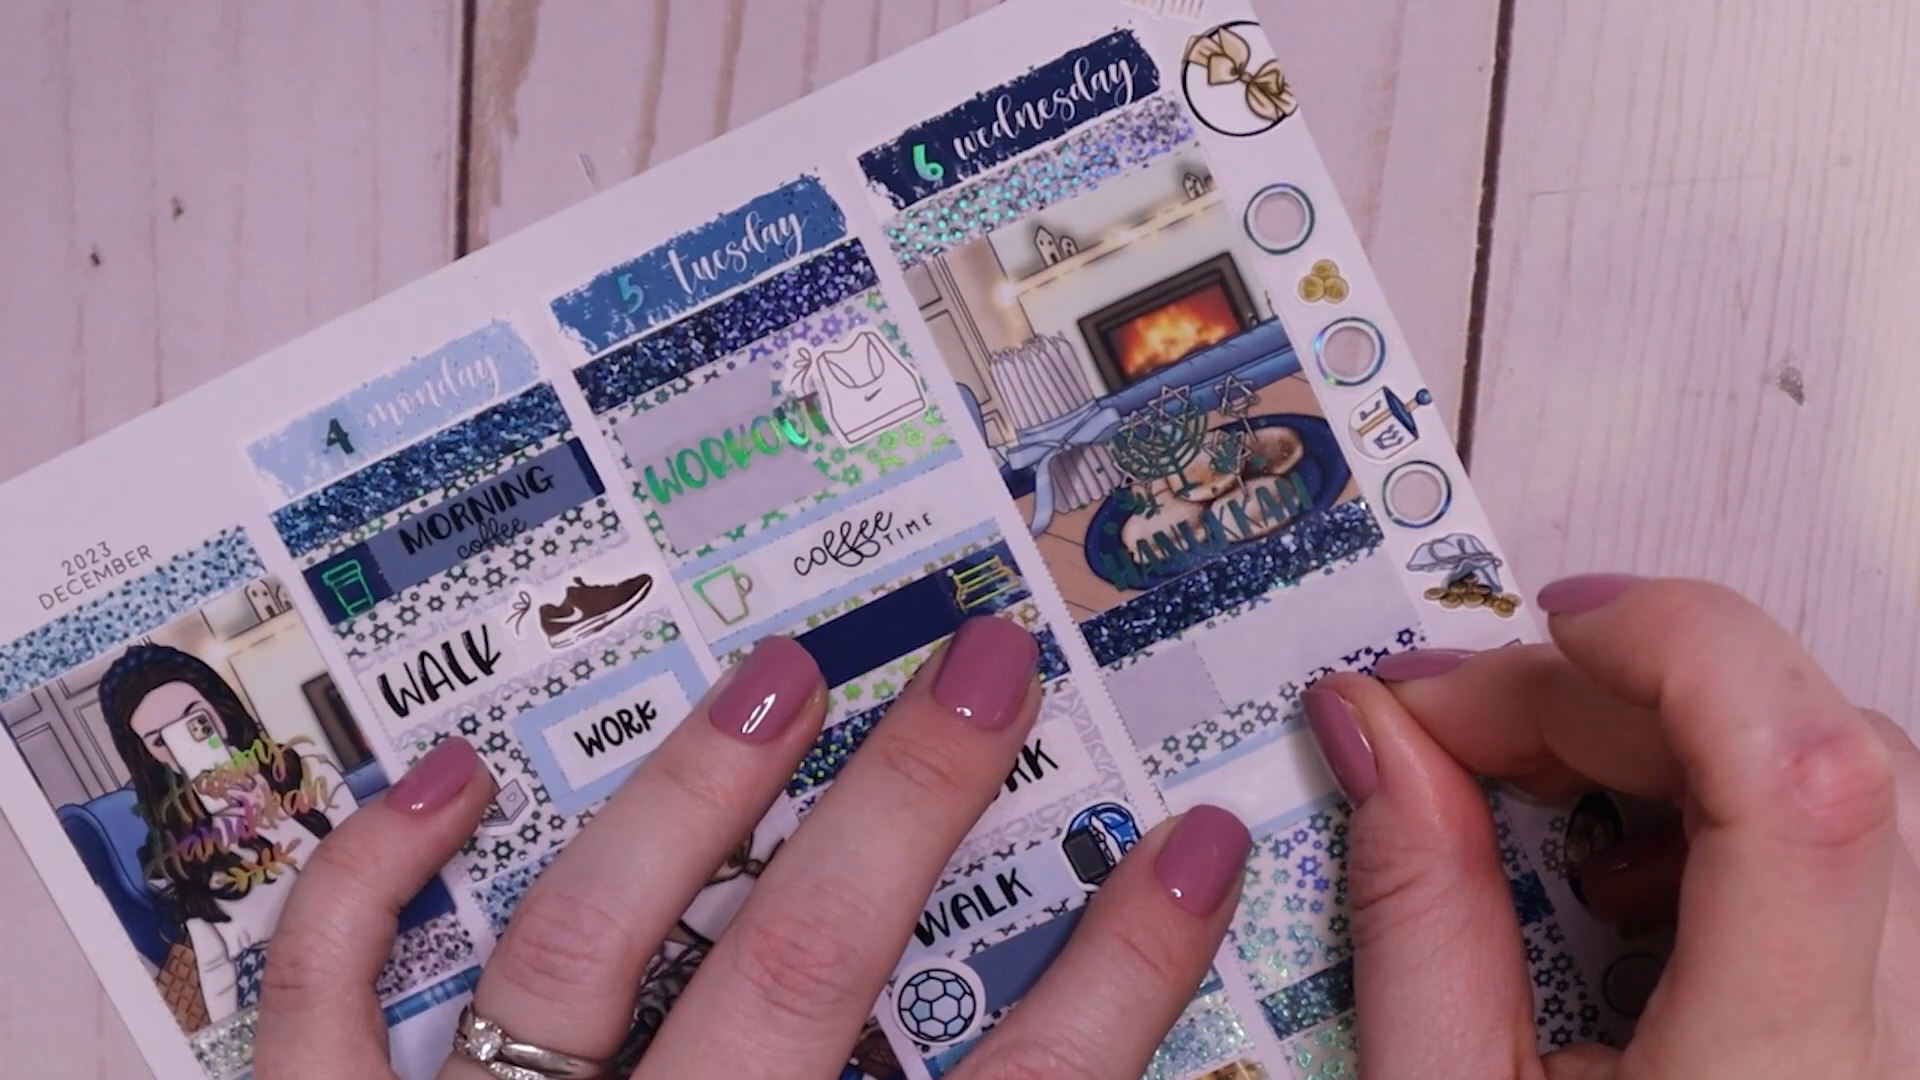 2023
DECEMBER
Happy
Hanukkah
4 monday
MORNING
coffee
WALK
WORK
5 tuesday
WORKOUT
coffee
TIME
WALK
6 wednesday
HANUKKAH